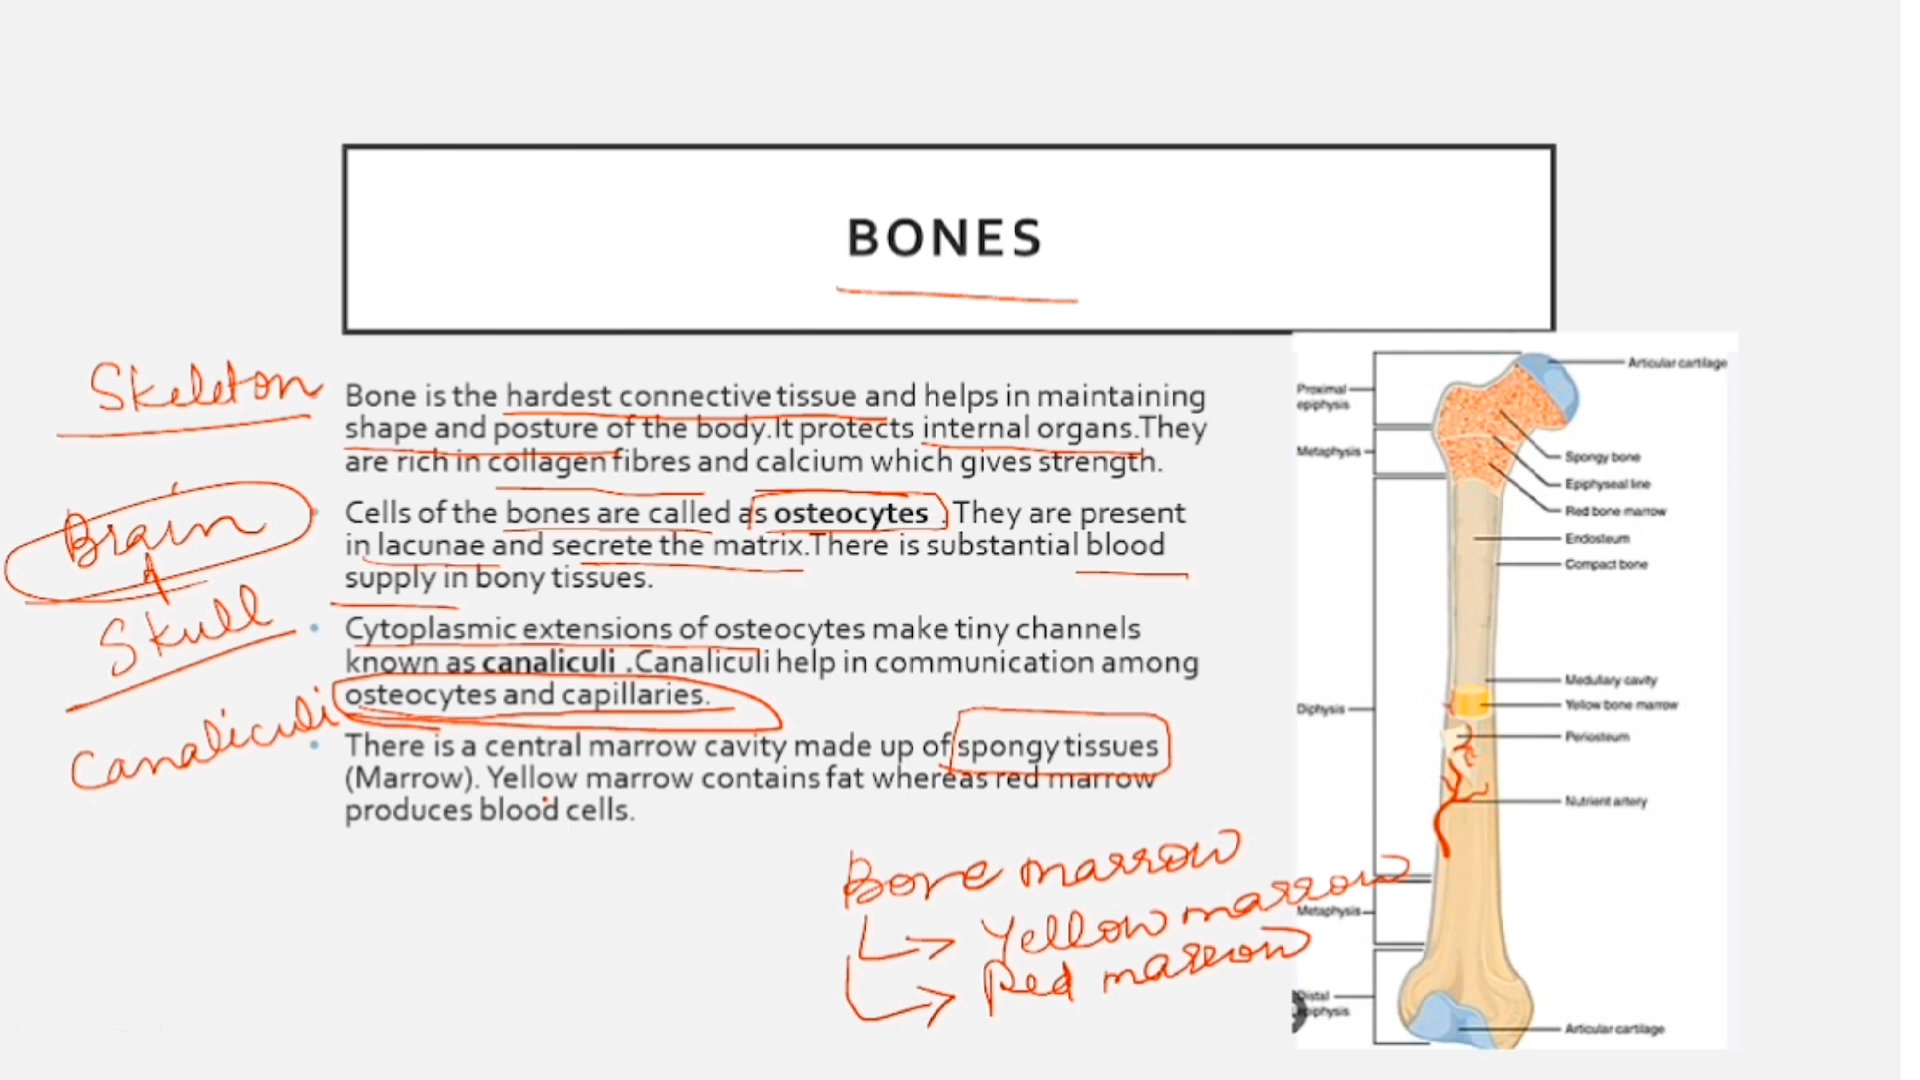 BONES
Skeleton
Bone is the hardest connective tissue and helps in maintaining
shape and posture of the body.It protects internal organs.They
are rich in collagen fibres and calcium which gives strength.
Brain
Skull
Cells of the bones are called as osteocytes .They are present
in lacunae and secrete the matrix.There is substantial blood
supply in bony tissues.
Cytoplasmic extensions of osteocytes make tiny channels
known as canaliculi .Canaliculi help in communication among
osteocytes and capillaries.
Canaliculi
There is a central marrow cavity made up of spongy tissues
(Marrow). Yellow marrow contains fat whereas red marrow
produces blood cells.
Bone marrow
Yellow marrow
Red marrow
Articular cartilage
Proximal
epiphysis
Metaphysis
Spongy bone
Epiphyseal line
Red bone marrow
Endosteum
Compact bone
Medullary cavity
Yellow bone marrow
Diphysis
Periosteum
Nutrient artery
Metaphysis
Distal
epiphysis
Articular cartilage